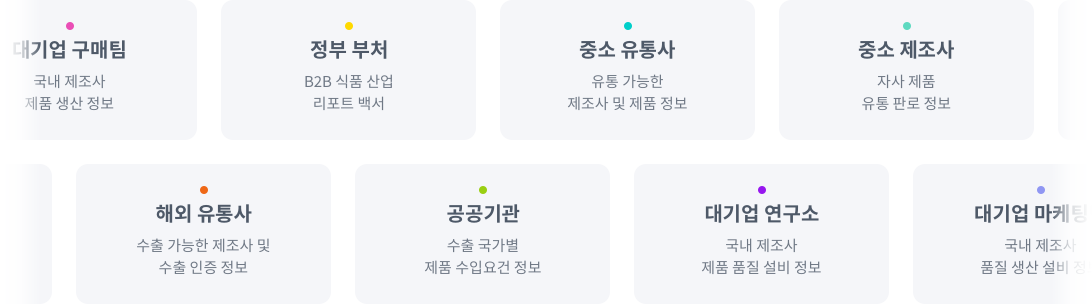 대기업 구매팀
국내 제조사
제품 생산 정보
정부 부처
B2B 식품 산업
리포트 백서
중소 유통사
유통 가능한
제조사 및 제품 정보
중소 제조사
자사 제품
유통 판로 정보
해외 유통사
수출 가능한 제조사 및
수출 인증 정보
공공기관
수출 국가별
제품 수입요건 정보
대기업 연구소
국내 제조사
제품 품질 설비 정보
대기업 마케팅
국내 제조사
품질 생산 설비 정